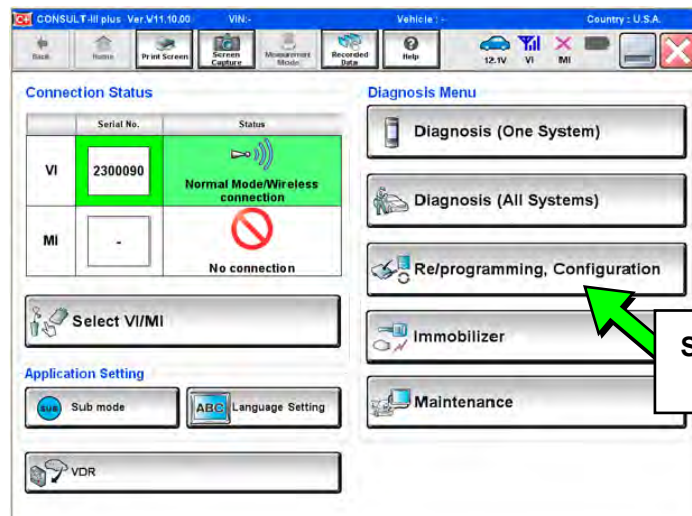 CONSULT-III plus Ver.V11.10.00 VIN:- Vehicle : - Country : U.S.A.
Back
Home
Print Screen
Screen Capture
Measurement Mode
Recorded Data
Help
12.1V
VI
MI
Connection Status
Serial No. Status
VI
2300090
Normal Mode/Wireless
connection
MI
-
No connection
Select VI/MI
Application Setting
SUB
Sub mode
ABC
Language Setting
VDR
Diagnosis Menu
Diagnosis (One System)
Diagnosis (All Systems)
Re/programming, Configuration
Immobilizer
Maintenance
S